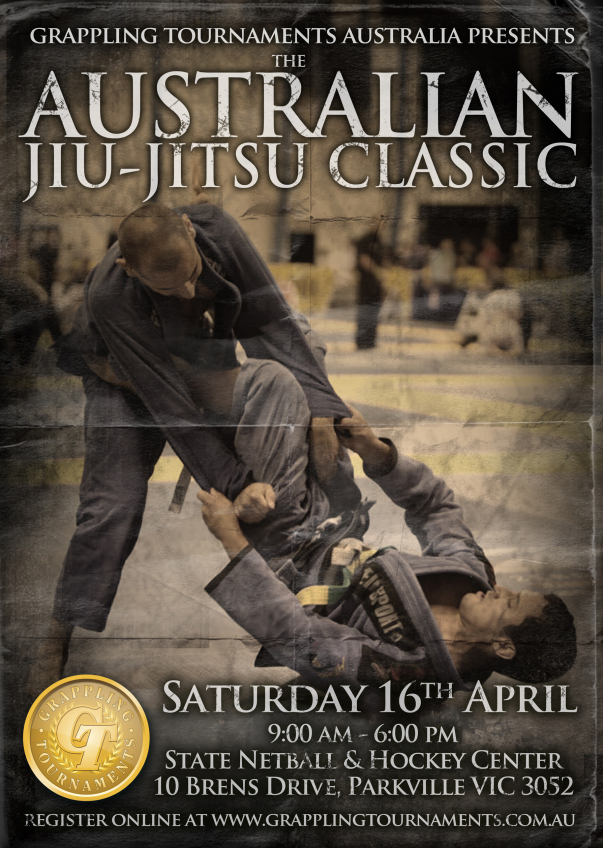 GRAPPLING TOURNAMENTS AUSTRALIA PRESENTS
THE
AUSTRALIAN
JIU-JITSU CLASSIC
SATURDAY 16TH APRIL
9:00 AM - 6:00 PM
STATE NETBALL & HOCKEY CENTER
10 BRENS DRIVE, PARKVILLE VIC 3052
REGISTER ONLINE AT WWW.GRAPPLINGTOURNAMENTS.COM.AU
GRAPPLING
GT
TOURNAMENTS